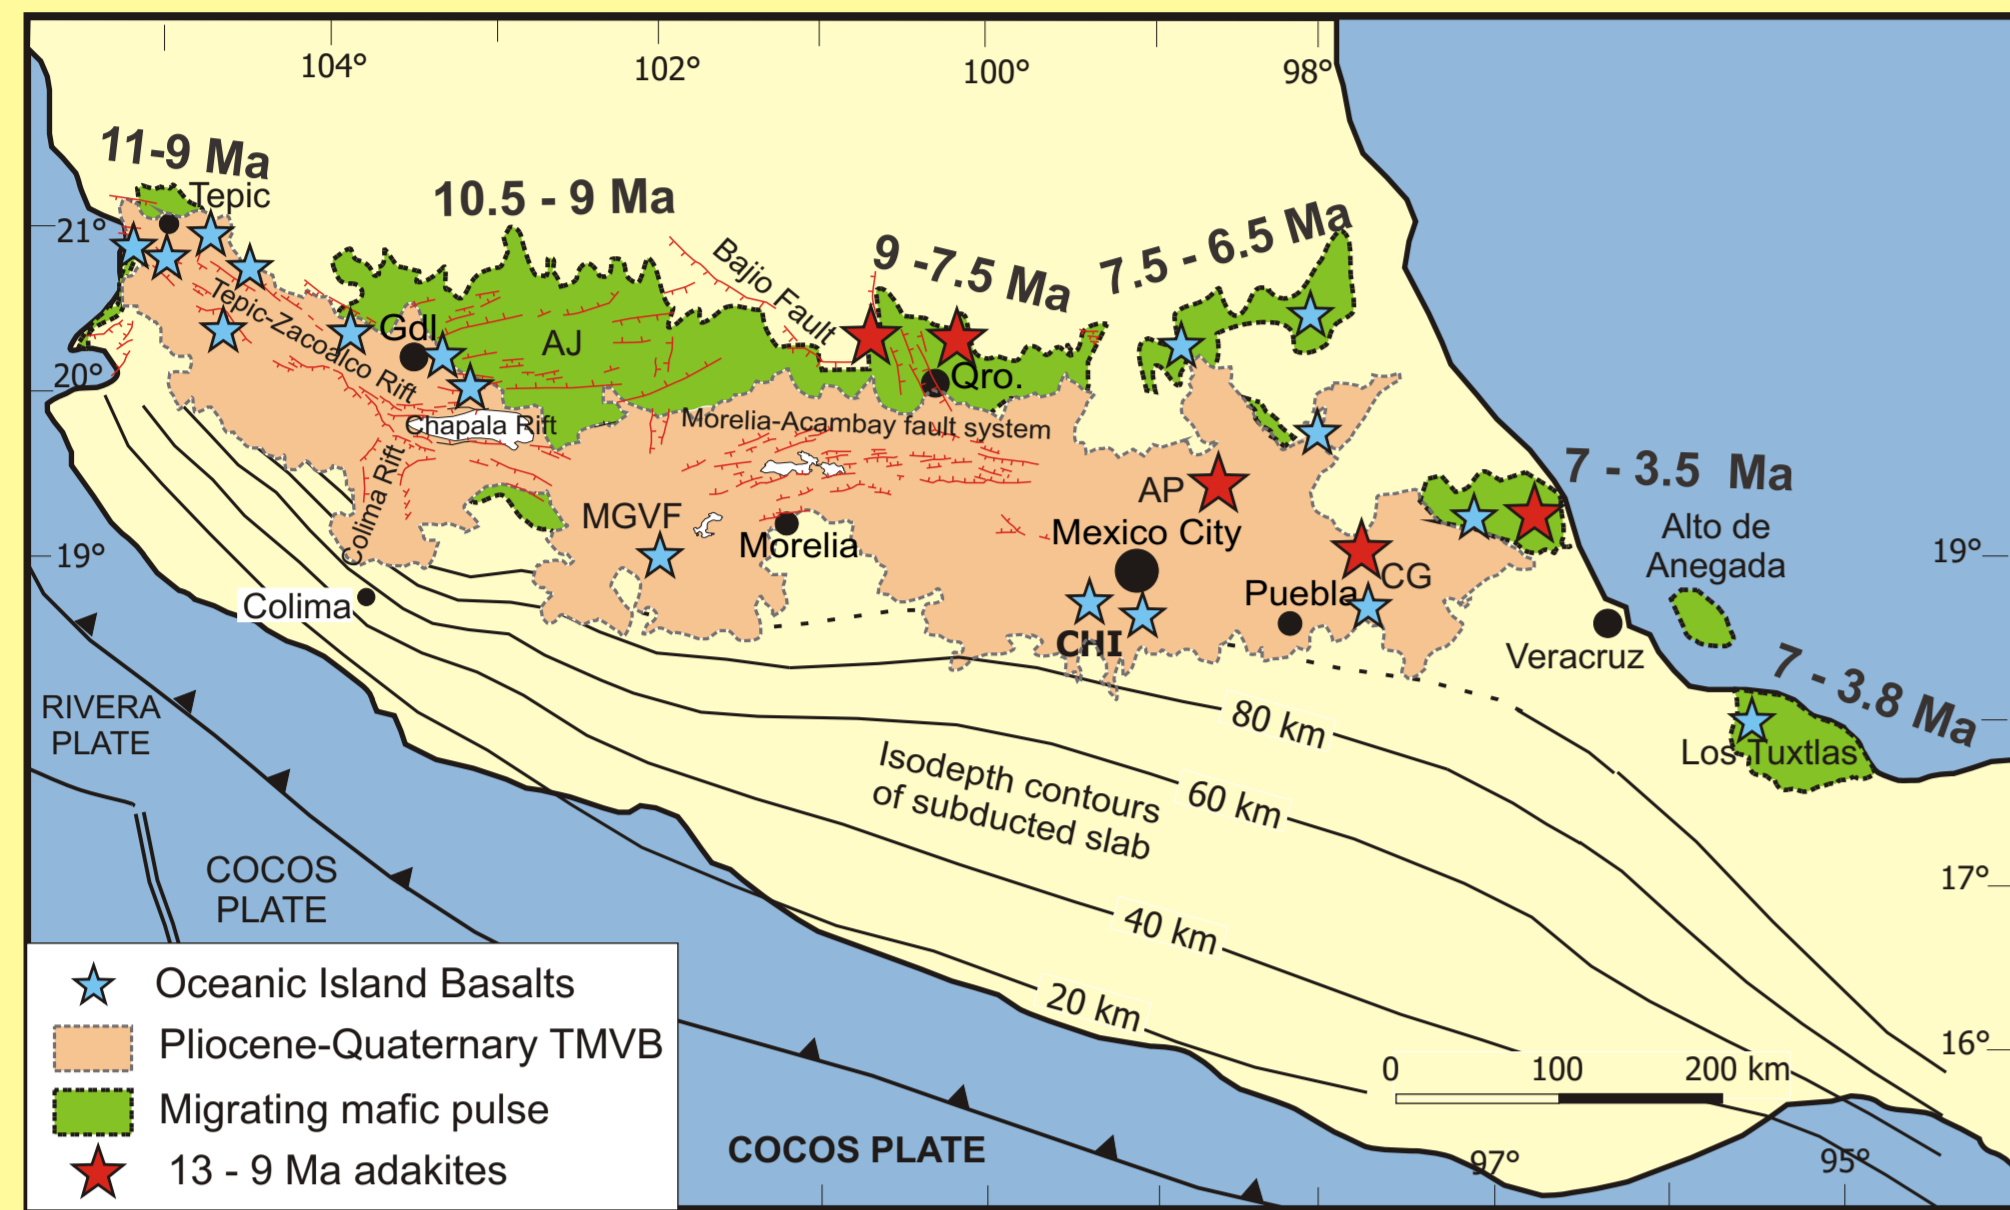 104°
102°
100°
98°
11-9 Ma
Tepic
10.5 - 9 Ma
Bajio Fault
9 -7.5 Ma
7.5 - 6.5 Ma
21°
Tepic-Zacoalco Rift
Gdl
AJ
Qro.
20°
Chapala Rift
Morelia-Acambay fault system
Colima Rift
MGVF
Morelia
AP
Mexico City
7 - 3.5 Ma
Alto de
Anegada
19°
19°
Colima
CHI
Puebla
CG
Veracruz
7 - 3.8 Ma
Los Tuxtlas
RIVERA
PLATE
80 km
Isodepth contours
of subducted slab
60 km
COCOS
PLATE
40 km
17°
20 km
16°
0 100 200 km
COCOS PLATE
97°
95°
Oceanic Island Basalts
Pliocene-Quaternary TMVB
Migrating mafic pulse
13 - 9 Ma adakites